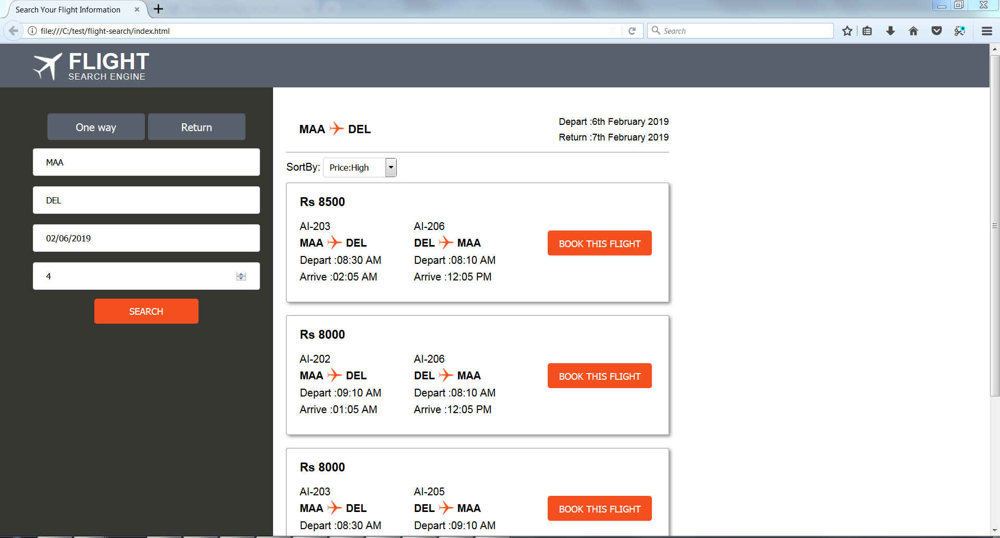 Search Your Flight Information
file:///C:/test/flight-search/index.html
Search
FLIGHT
SEARCH ENGINE
One way
Return
MAA
DEL
02/06/2019
4
SEARCH
MAA DEL
Depart :6th February 2019
Return :7th February 2019
SortBy: Price:High
Rs 8500
AI-203
MAA DEL
Depart :08:30 AM
Arrive :02:05 AM
AI-206
DEL MAA
Depart :08:10 AM
Arrive :12:05 PM
BOOK THIS FLIGHT
Rs 8000
AI-202
MAA DEL
Depart :09:10 AM
Arrive :01:05 AM
AI-206
DEL MAA
Depart :08:10 AM
Arrive :12:05 PM
BOOK THIS FLIGHT
Rs 8000
AI-203
MAA DEL
Depart :08:30 AM
AI-205
DEL MAA
Depart :09:10 AM
BOOK THIS FLIGHT